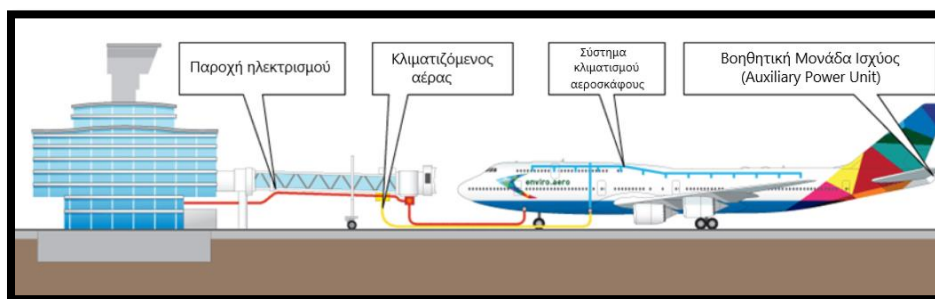 Παροχή ηλεκτρισμού
Κλιματιζόμενος
αέρας
Σύστημα
κλιματισμού
αεροσκάφους
Βοηθητική Μονάδα Ισχύος
(Auxiliary Power Unit)
enviro.aero